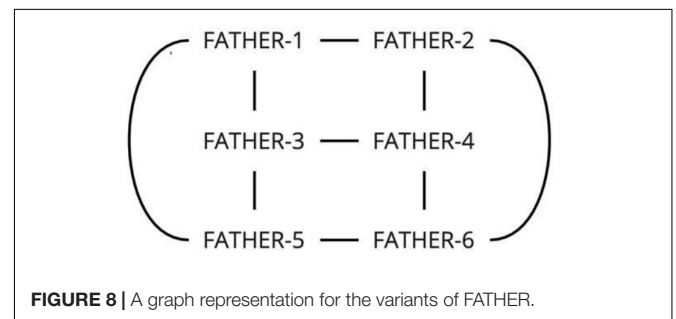 FATHER-1 — FATHER-2
FATHER-3 — FATHER-4
FATHER-5 — FATHER-6
FIGURE 8 | A graph representation for the variants of FATHER.